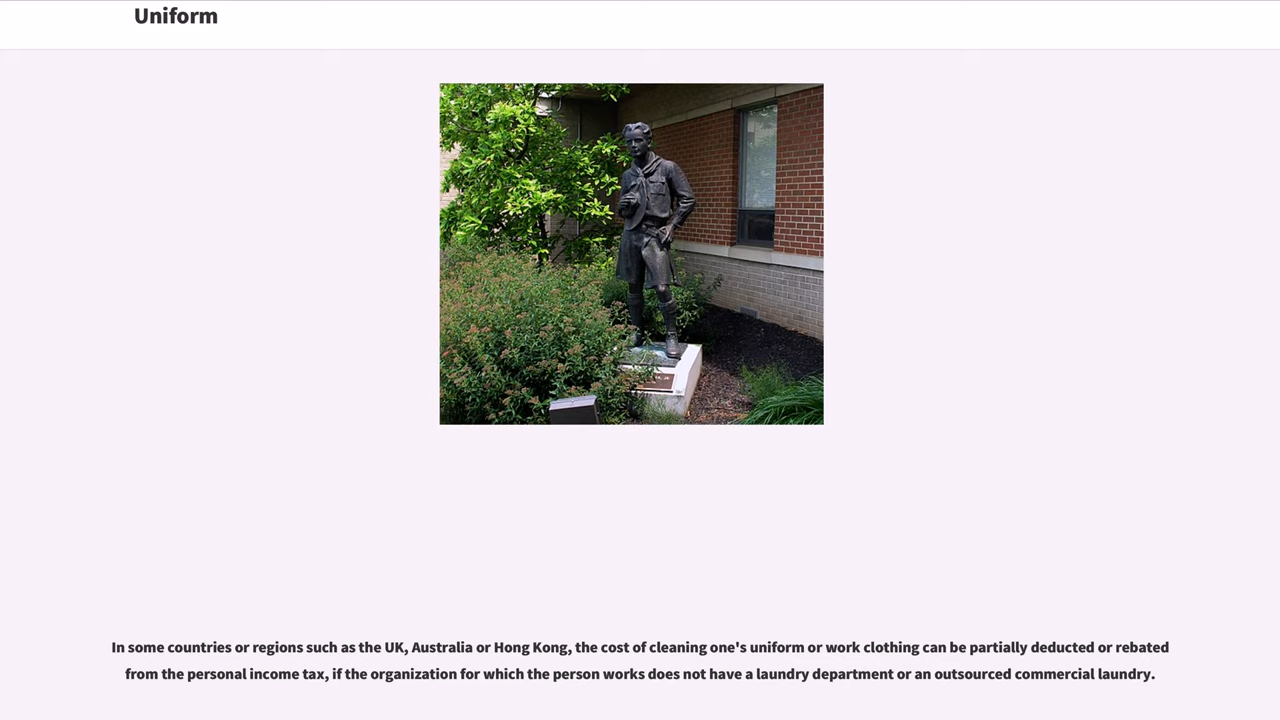 Uniform
In some countries or regions such as the UK, Australia or Hong Kong, the cost of cleaning one's uniform or work clothing can be partially deducted or rebated
from the personal income tax, if the organization for which the person works does not have a laundry department or an outsourced commercial laundry.